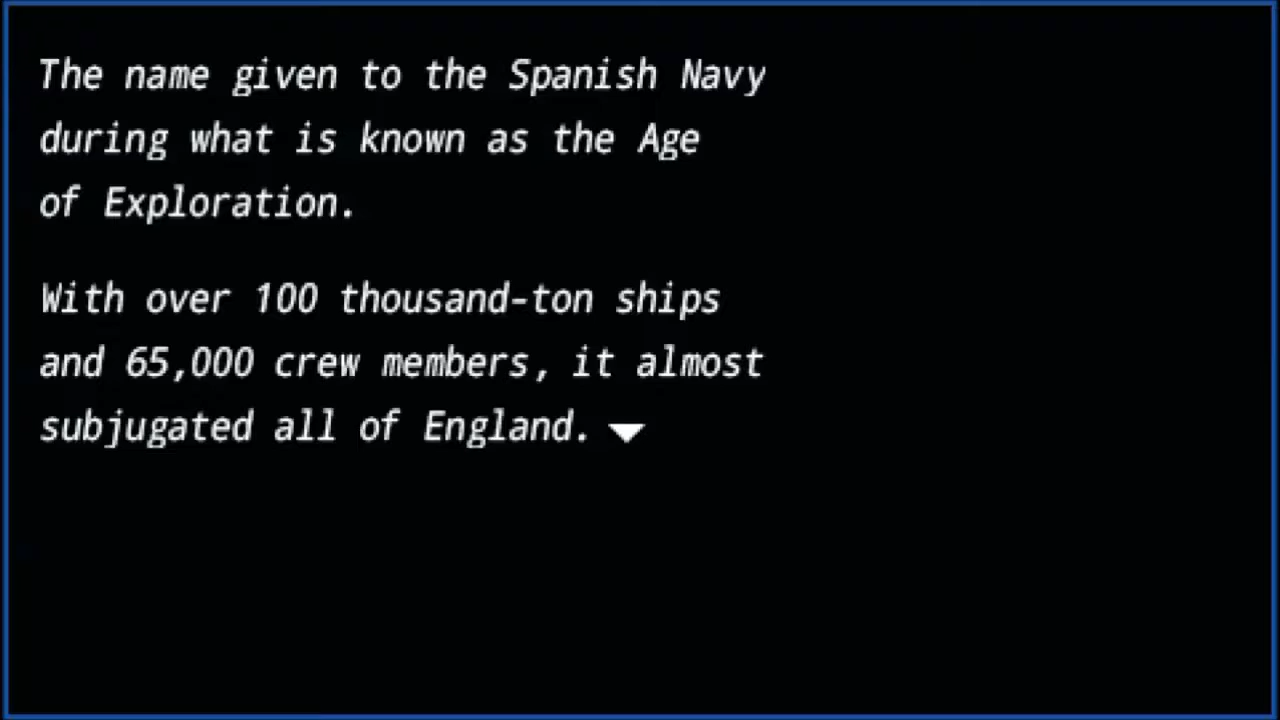 The name given to the Spanish Navy
during what is known as the Age
of Exploration.
With over 100 thousand-ton ships
and 65,000 crew members, it almost
subjugated all of England.